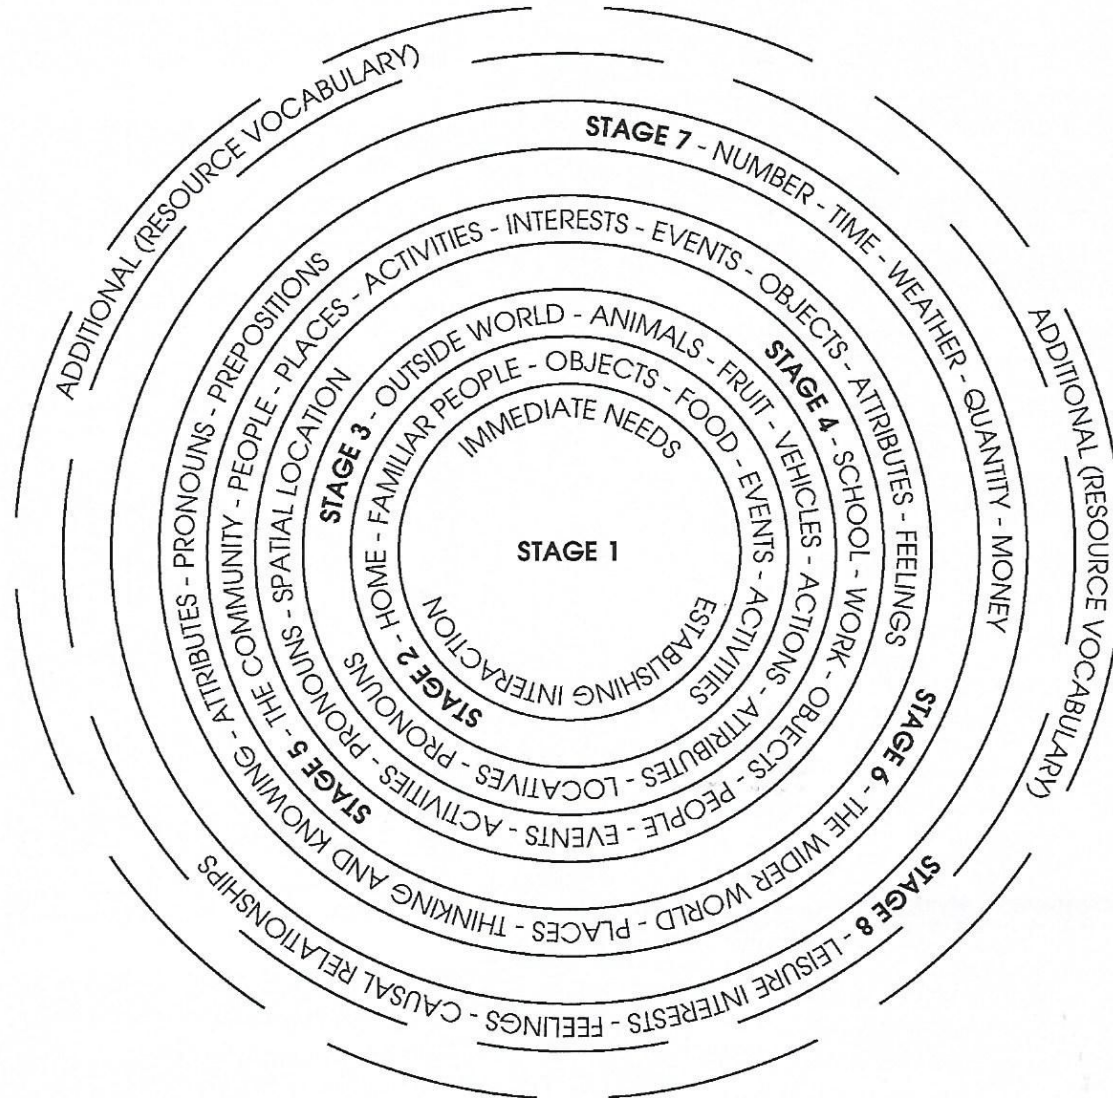 STAGE 1
IMMEDIATE NEEDS
ESTABLISHING INTERACTION
STAGE 2 - HOME - FAMILIAR PEOPLE - OBJECTS - FOOD - EVENTS - ACTIVITIES
STAGE 3 - OUTSIDE WORLD - ANIMALS - FRUIT - VEHICLES - ACTIONS - ATTRIBUTES - LOCATIVES - PRONOUNS
STAGE 4 - SCHOOL - WORK - OBJECTS - PEOPLE - EVENTS - ACTIVITIES - PRONOUNS - SPATIAL LOCATION
STAGE 5 - THE COMMUNITY - PEOPLE - PLACES - ACTIVITIES - INTERESTS - EVENTS - OBJECTS - ATTRIBUTES - FEELINGS
STAGE 6 - THE WIDER WORLD - PLACES - THINKING AND KNOWING - ATTRIBUTES - PRONOUNS - PREPOSITIONS
STAGE 7 - NUMBER - TIME - WEATHER - QUANTITY - MONEY
STAGE 8 - LEISURE INTERESTS - FEELINGS - CAUSAL RELATIONSHIPS
ADDITIONAL (RESOURCE VOCABULARY)
ADDITIONAL (RESOURCE VOCABULARY)